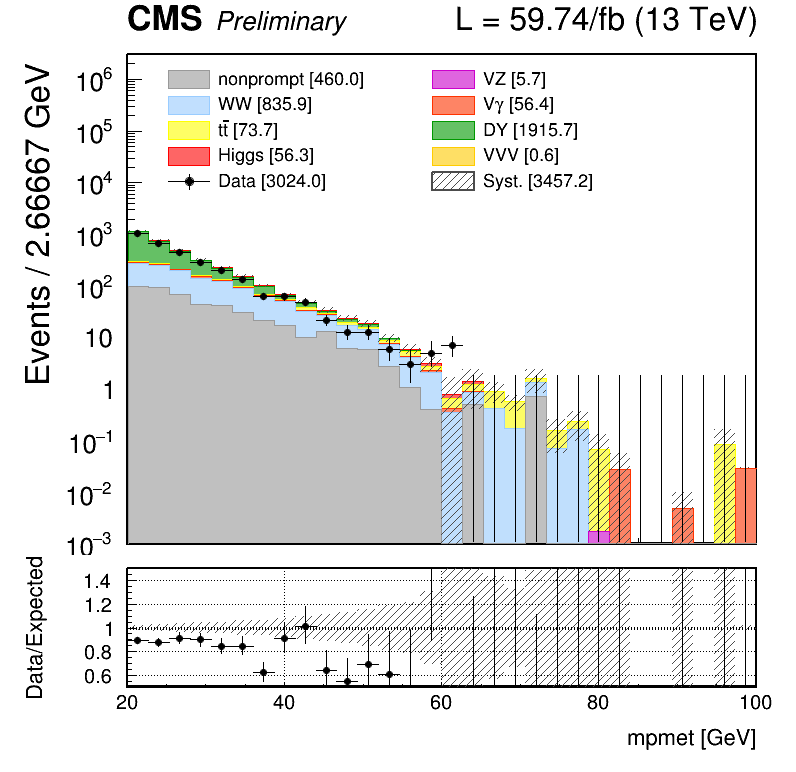 CMS Preliminary L = 59.74/fb (13 TeV)
Events / 2.66667 GeV
10⁶
10⁵
10⁴
10³
10²
10
1
10⁻¹
10⁻²
10⁻³
nonprompt [460.0]
WW [835.9]
tt̄ [73.7]
Higgs [56.3]
Data [3024.0]
VZ [5.7]
Vγ [56.4]
DY [1915.7]
VVV [0.6]
Syst. [3457.2]
Data/Expected
1.4
1.2
1
0.8
0.6
20 40 60 80 100
mpmet [GeV]